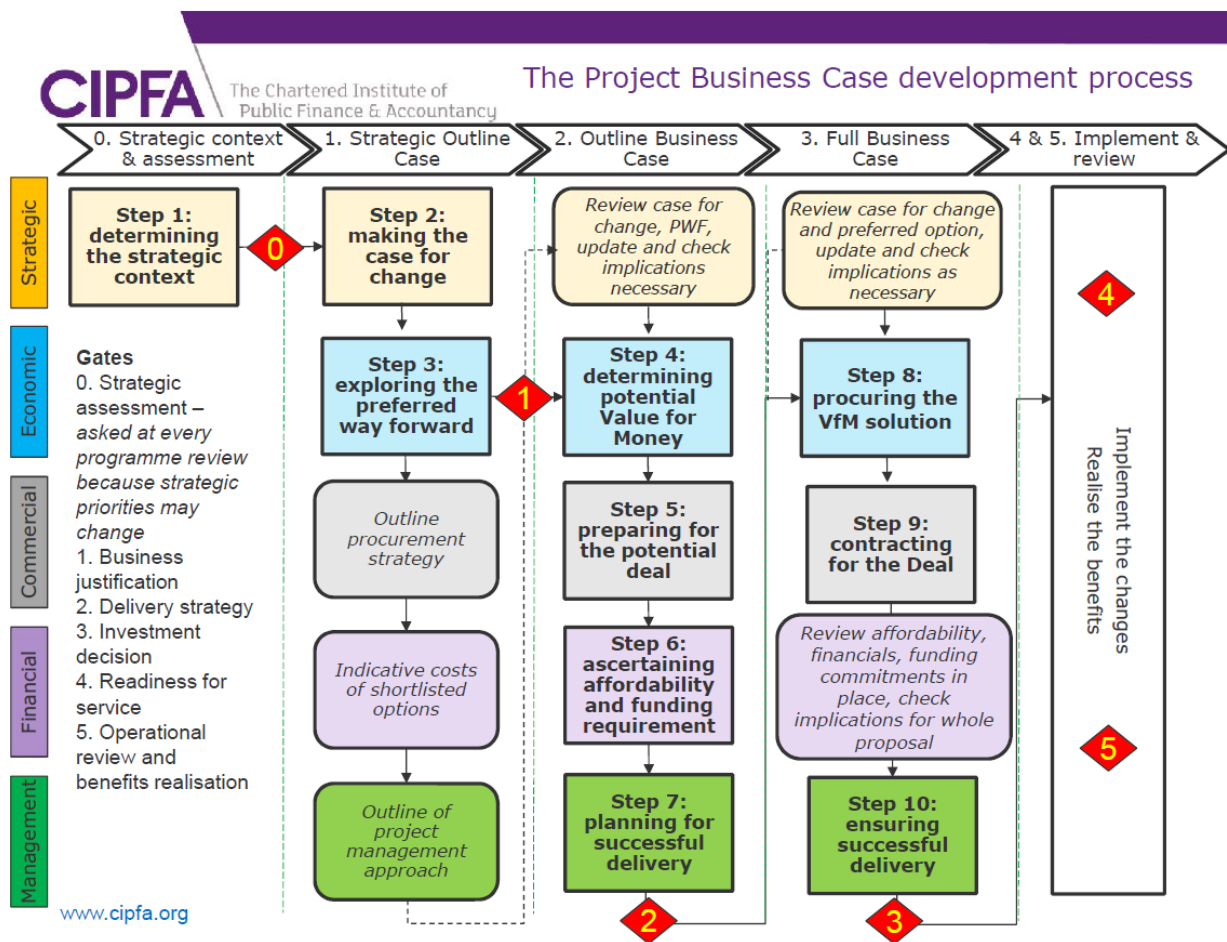 CIPFA
The Chartered Institute of
Public Finance & Accountancy
The Project Business Case development process
0. Strategic context
& assessment
1. Strategic Outline
Case
2. Outline Business
Case
3. Full Business
Case
4 & 5. Implement &
review
Strategic
Step 1:
determining
the strategic
context
0
Step 2:
making the
case for
change
Review case for
change, PWF,
update and check
implications
necessary
Review case for change
and preferred option,
update and check
implications as
necessary
4
Economic
Gates
0. Strategic
assessment –
asked at every
programme review
because strategic
priorities may
change
1. Business
justification
2. Delivery strategy
3. Investment
decision
4. Readiness for
service
5. Operational
review and
benefits realisation
Step 3:
exploring the
preferred
way forward
1
Step 4:
determining
potential
Value for
Money
Step 8:
procuring the
VfM solution
Commercial
Outline
procurement
strategy
Step 5:
preparing for
the potential
deal
Step 9:
contracting
for the Deal
Implement the changes
Realise the benefits
Financial
Indicative costs
of shortlisted
options
Step 6:
ascertaining
affordability
and funding
requirement
Review affordability,
financials, funding
commitments in
place, check
implications for whole
proposal
5
Management
Outline of
project
management
approach
Step 7:
planning for
successful
delivery
Step 10:
ensuring
successful
delivery
2
3
www.cipfa.org